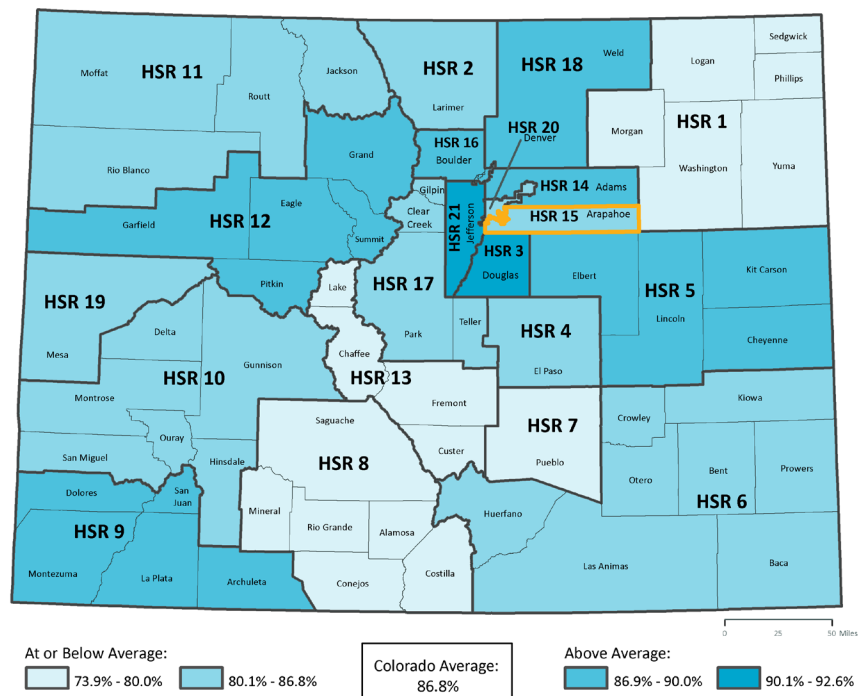 Sedgwick
Logan
Weld
HSR 18
HSR 2
Jackson
HSR 11
Moffat
Phillips
Routt
Larimer
HSR 20
Denver
HSR 1
Morgan
HSR 16
Boulder
Grand
Rio Blanco
Washington
Yuma
Gilpin
HSR 14 Adams
Eagle
Clear
Creek
HSR 21
Jefferson
HSR 15 Arapahoe
Garfield
HSR 12
Summit
HSR 3
Douglas
Elbert
Kit Carson
Pitkin
Lake
HSR 17
HSR 5
HSR 19
Lincoln
Teller
HSR 4
Delta
Park
Cheyenne
Mesa
Chaffee
Gunnison
El Paso
HSR 10
HSR 13
Montrose
Fremont
Kiowa
Saguache
Crowley
HSR 7
Ouray
San Miguel
Hinsdale
HSR 8
Custer
Pueblo
Bent
Prowers
Otero
Dolores
San
Juan
HSR 6
Mineral
Huerfano
HSR 9
Rio Grande
Alamosa
Las Animas
Baca
Montezuma
La Plata
Archuleta
Conejos
Costilla
0 25 50 Miles
At or Below Average:
73.9% - 80.0%
80.1% - 86.8%
Colorado Average:
86.8%
Above Average:
86.9% - 90.0%
90.1% - 92.6%